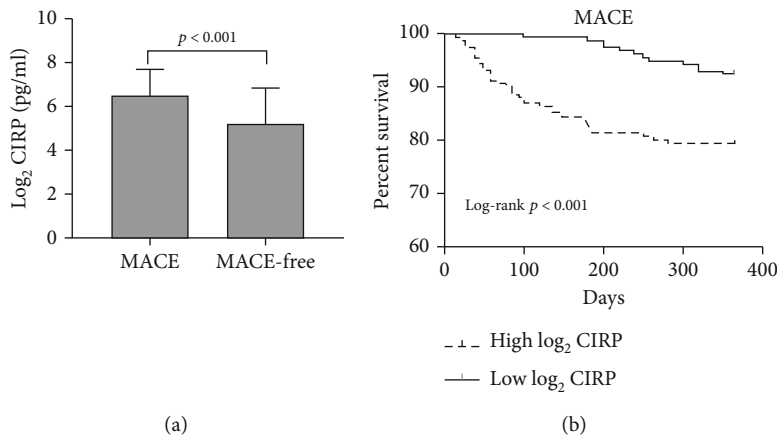 p < 0.001
Log₂ CIRP (pg/ml)
10
8
6
4
2
0
MACE
MACE-free
(a)
MACE
Percent survival
100
90
80
70
60
Log-rank p < 0.001
0
100
200
300
400
Days
High log₂ CIRP
Low log₂ CIRP
(b)